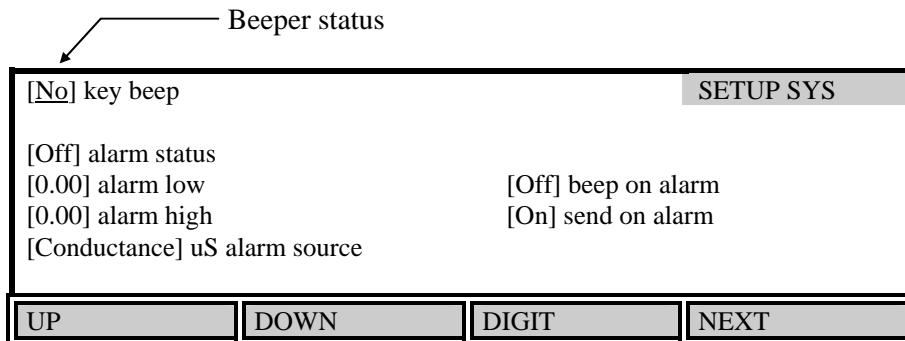 Beeper status
[No] key beep SETUP SYS
[Off] alarm status
[0.00] alarm low [Off] beep on alarm
[0.00] alarm high [On] send on alarm
[Conductance] uS alarm source
UP DOWN DIGIT NEXT